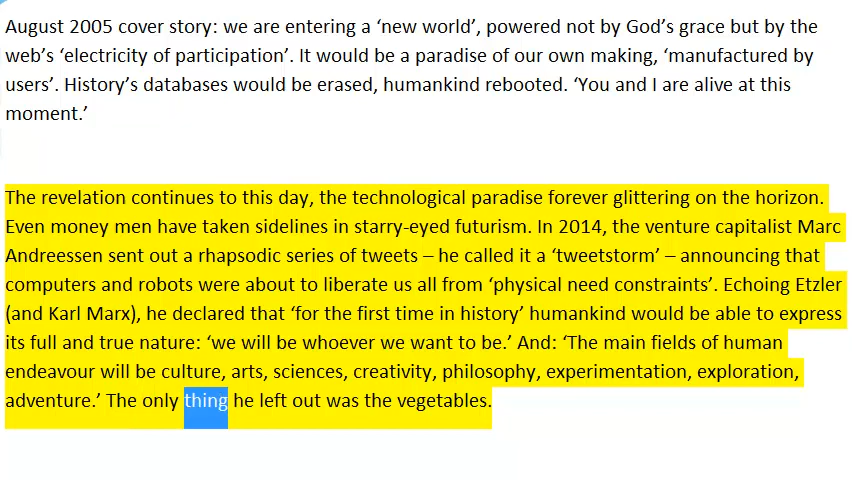 August 2005 cover story: we are entering a ‘new world’, powered not by God’s grace but by the
web’s ‘electricity of participation’. It would be a paradise of our own making, ‘manufactured by
users’. History’s databases would be erased, humankind rebooted. ‘You and I are alive at this
moment.’
The revelation continues to this day, the technological paradise forever glittering on the horizon.
Even money men have taken sidelines in starry-eyed futurism. In 2014, the venture capitalist Marc
Andreessen sent out a rhapsodic series of tweets – he called it a ‘tweetstorm’ – announcing that
computers and robots were about to liberate us all from ‘physical need constraints’. Echoing Etzler
(and Karl Marx), he declared that ‘for the first time in history’ humankind would be able to express
its full and true nature: ‘we will be whoever we want to be.’ And: ‘The main fields of human
endeavour will be culture, arts, sciences, creativity, philosophy, experimentation, exploration,
adventure.’ The only thing he left out was the vegetables.